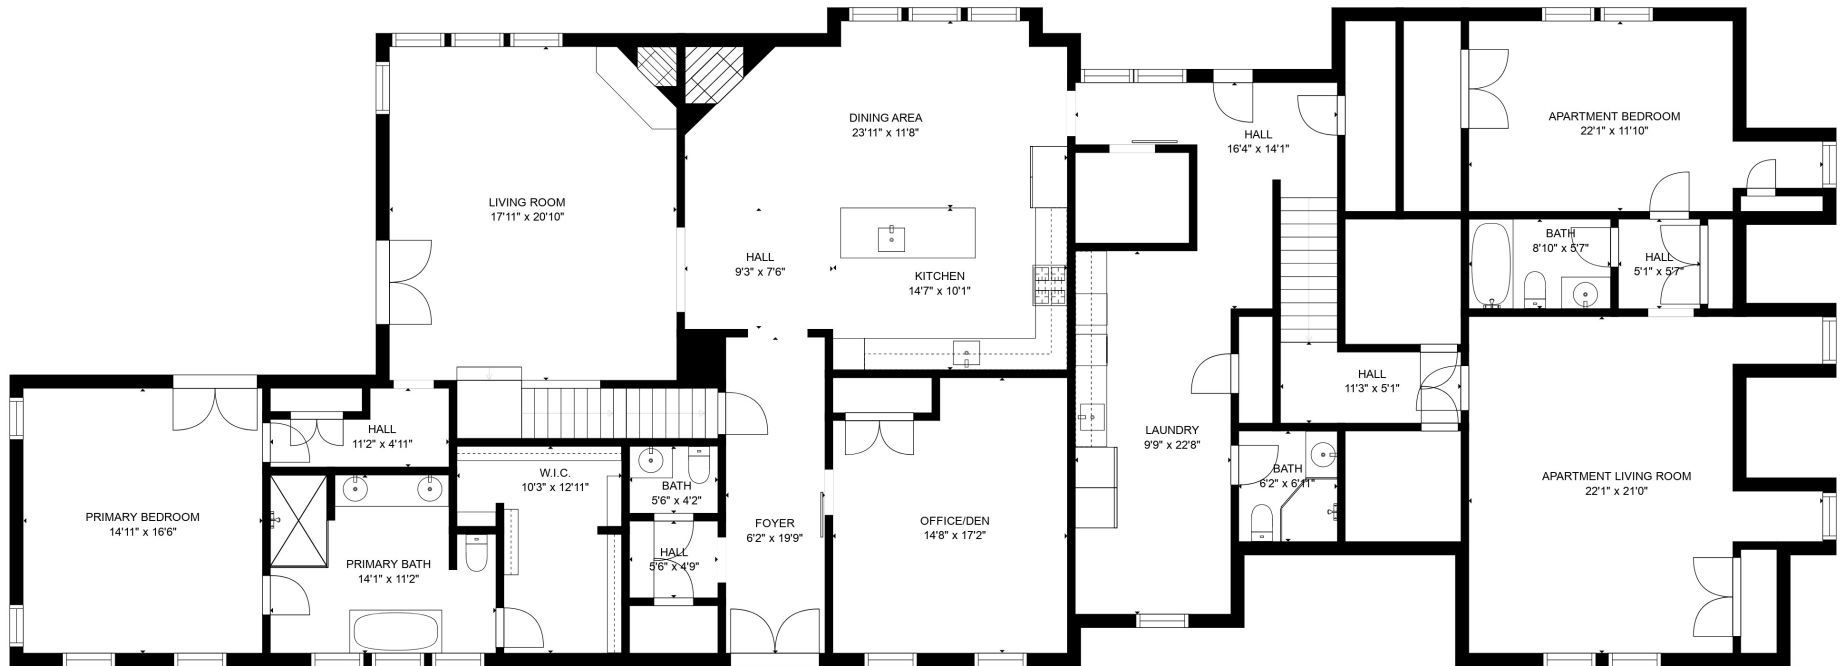 DINING AREA
23'11" x 11'8"
APARTMENT BEDROOM
22'1" x 11'10"
HALL
16'4" x 14'1"
LIVING ROOM
17'11" x 20'10"
BATH
8'10" x 5'7"
HALL
5'1" x 5'7"
HALL
9'3" x 7'6"
KITCHEN
14'7" x 10'1"
HALL
11'3" x 5'1"
HALL
11'2" x 4'11"
LAUNDRY
9'9" x 22'8"
W.I.C.
10'3" x 12'11"
BATH
6'2" x 6'11"
APARTMENT LIVING ROOM
22'1" x 21'0"
BATH
5'6" x 4'2"
PRIMARY BEDROOM
14'11" x 16'6"
FOYER
6'2" x 19'9"
OFFICE/DEN
14'8" x 17'2"
HALL
5'6" x 4'9"
PRIMARY BATH
14'1" x 11'2"